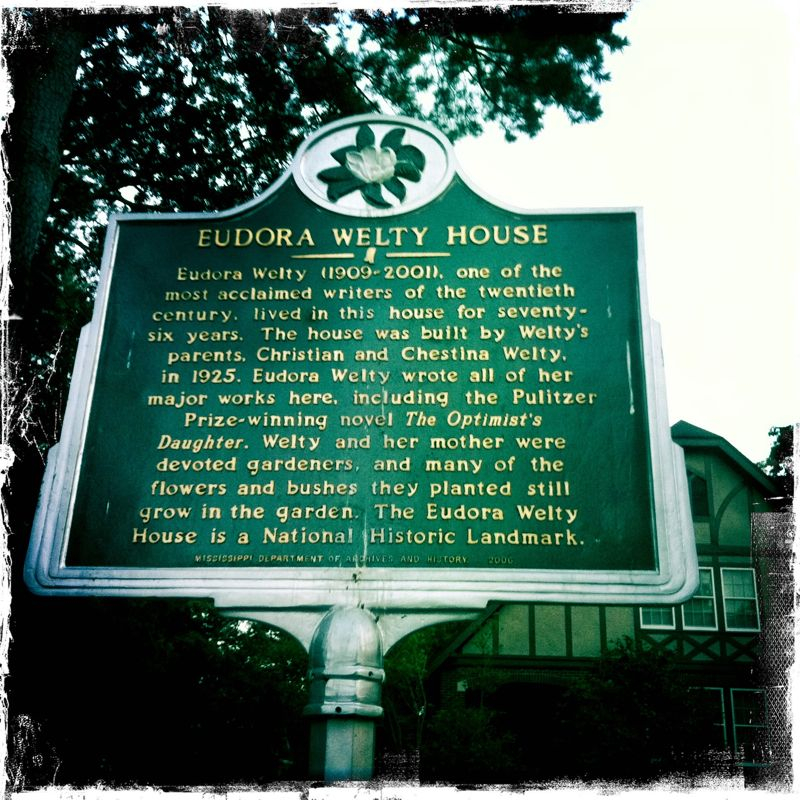 EUDORA WELTY HOUSE
Eudora Welty (1909-2001), one of the
most acclaimed writers of the twentieth
century, lived in this house for seventy-
six years. The house was built by Welty's
parents, Christian and Chestina Welty,
in 1925. Eudora Welty wrote all of her
major works here, including the Pulitzer
Prize-winning novel The Optimist's
Daughter. Welty and her mother were
devoted gardeners, and many of the
flowers and bushes they planted still
grow in the garden. The Eudora Welty
House is a National Historic Landmark.
MISSISSIPPI DEPARTMENT OF ARCHIVES AND HISTORY. 2006